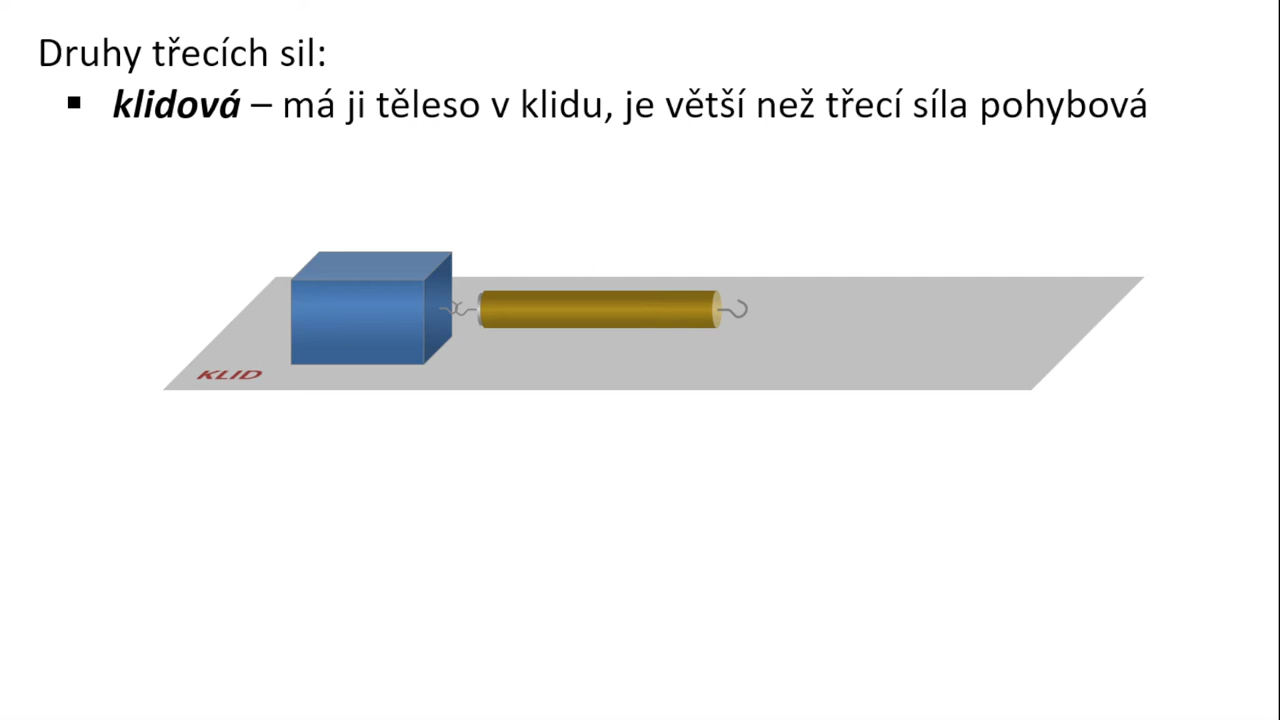 Druhy třecích sil:
▪ klidová – má ji těleso v klidu, je větší než třecí síla pohybová
KLID